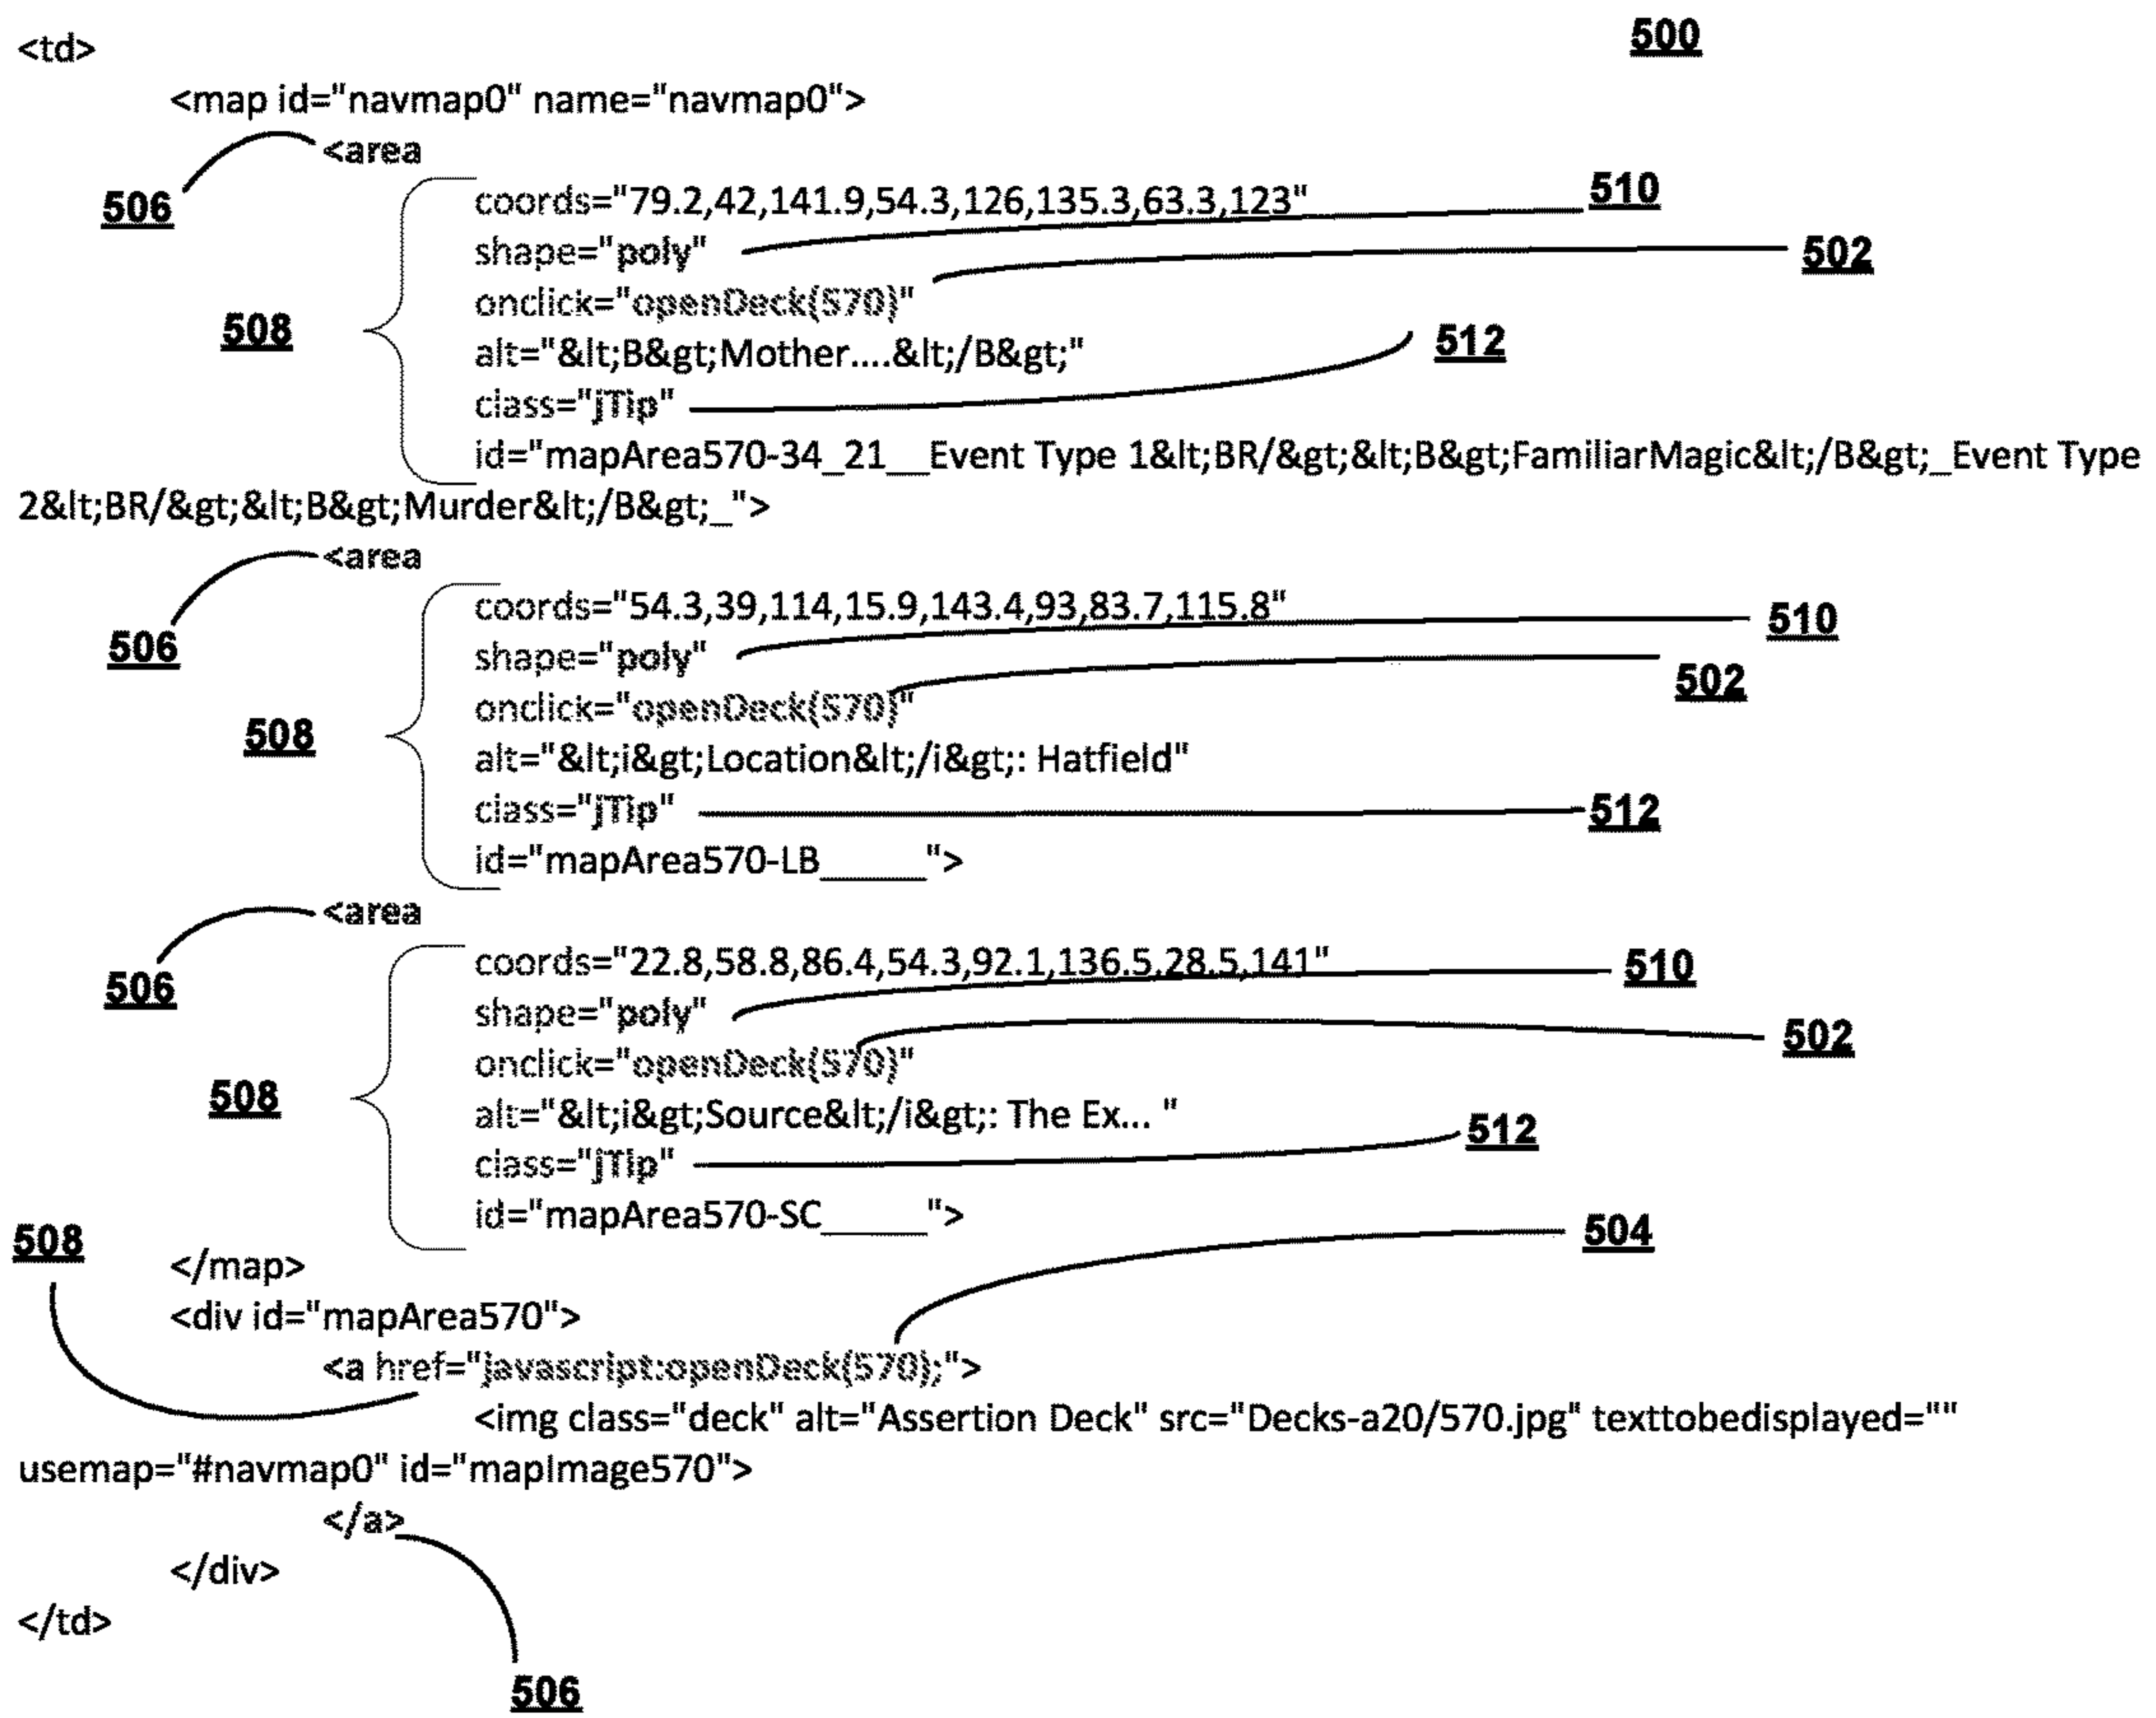 <td> 500
<map id="navmap0" name="navmap0">
<area
506 coords="79.2,42,141.9,54.3,126,135.3,63.3,123" 510
shape="poly" 502
onclick="openDeck(570)"
508 alt="&lt;B&gt;Mother....&lt;/B&gt;" 512
class="jTip"
id="mapArea570-34_21__Event Type 1&lt;BR/&gt;&lt;B&gt;FamiliarMagic&lt;/B&gt;_Event Type
2&lt;BR/&gt;&lt;B&gt;Murder&lt;/B&gt;_">
<area
coords="54.3,39,114,15.9,143.4,93,83.7,115.8" 510
506 shape="poly" 502
onclick="openDeck(570)"
508 alt="&lt;i&gt;Location&lt;/i&gt;: Hatfield"
class="jTip" 512
id="mapArea570-LB______">
<area
506 coords="22.8,58.8,86.4,54.3,92.1,136.5,28.5,141" 510
shape="poly" 502
onclick="openDeck(570)"
508 alt="&lt;i&gt;Source&lt;/i&gt;: The Ex... " 512
class="jTip"
id="mapArea570-SC______"> 504
508 </map>
<div id="mapArea570">
<a href="javascript:openDeck(570);">
<img class="deck" alt="Assertion Deck" src="Decks-a20/570.jpg" texttobedisplayed=""
usemap="#navmap0" id="mapImage570">
</a>
</div>
</td>
506